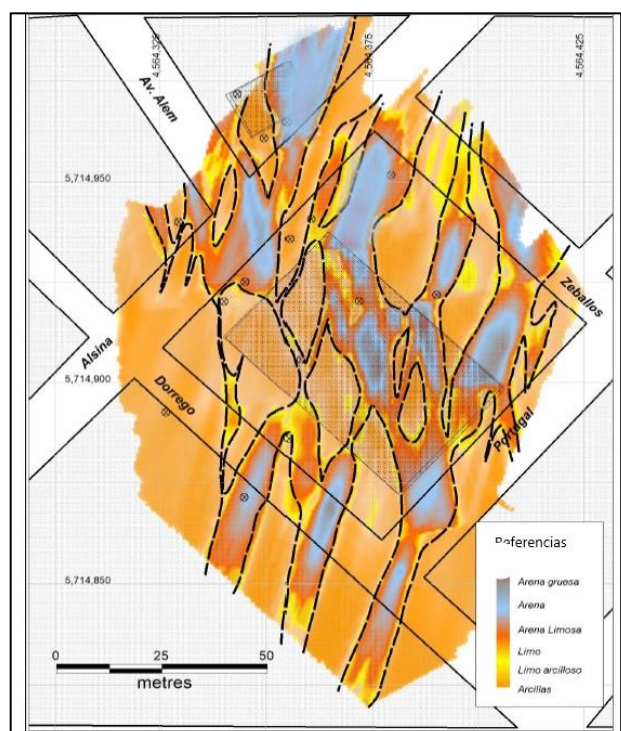 4.564.325
4.564.375
4.564.425
Av. Alem
5,714,950
Zeballos
Alsina
5,714,900
Dorrego
Portugal
5,714,850
Referencias
Arena gruesa
Arena
Arena Limosa
Limo
Limo arcilloso
Arcillas
0 25 50
metres